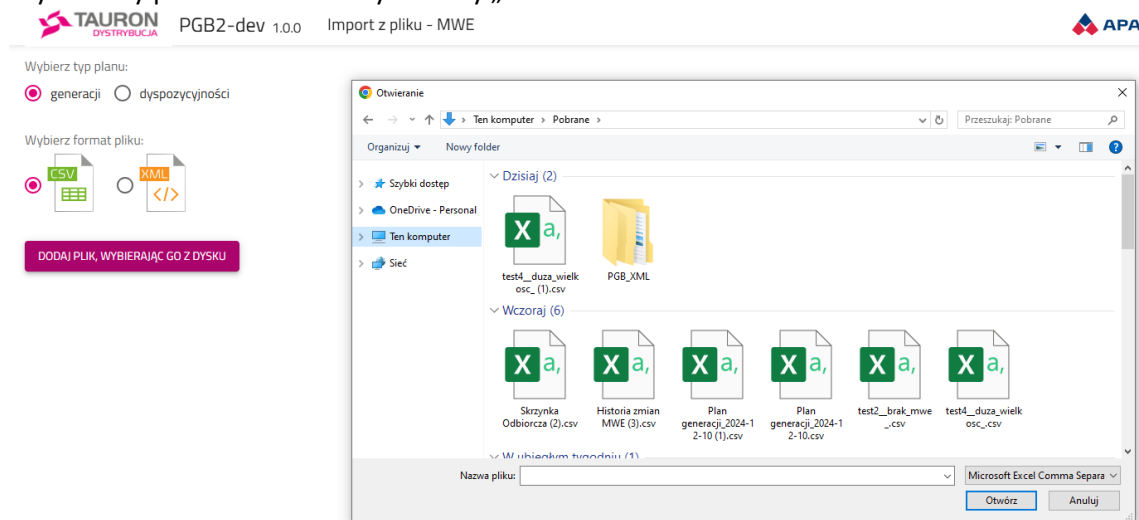 TAURON
DYSTRYBUCJA
PGB2-dev 1.0.0
Import z pliku - MWE
APA
Wybierz typ planu:
generacji
dyspozycyjności
Wybierz format pliku:
CSV
XML
</>
DODAJ PLIK, WYBIERAJĄC GO Z DYSKU
Otwieranie
Ten komputer > Pobrane >
Przeszukaj: Pobrane
Organizuj
Nowy folder
Szybki dostęp
OneDrive - Personal
Ten komputer
Sieć
Dzisiaj (2)
X a,
test4__duza_wielk
osc_ (1).csv
PGB_XML
Wczoraj (6)
X a,
X a,
X a,
X a,
X a,
X a,
Skrzynka
Odbiorcza (2).csv
Historia zmian
MWE (3).csv
Plan
generacji_2024-1
2-10 (1).csv
Plan
generacji_2024-1
2-10.csv
test2__brak_mwe
_.csv
test4__duza_wielk
osc_.csv
W ubiegłym tygodniu (1)
Nazwa pliku:
Microsoft Excel Comma Separa
Otwórz
Anuluj